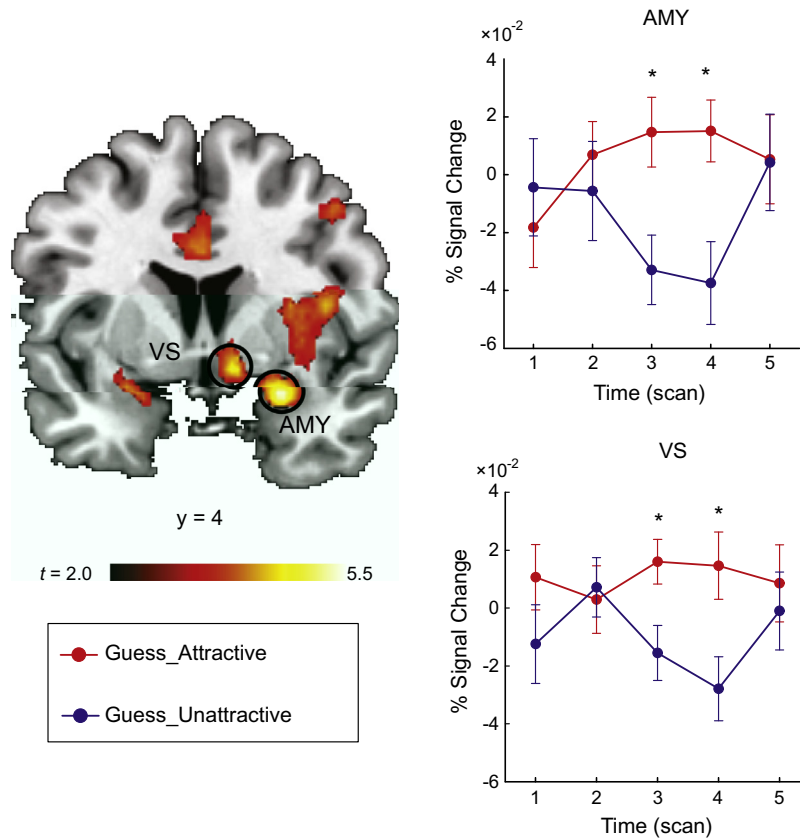 VS
AMY
y = 4
t = 2.0 5.5
Guess_Attractive
Guess_Unattractive
AMY
×10-2
% Signal Change
4
2
0
-2
-4
-6
* *
1 2 3 4 5
Time (scan)
VS
×10-2
% Signal Change
4
2
0
-2
-4
-6
* *
1 2 3 4 5
Time (scan)